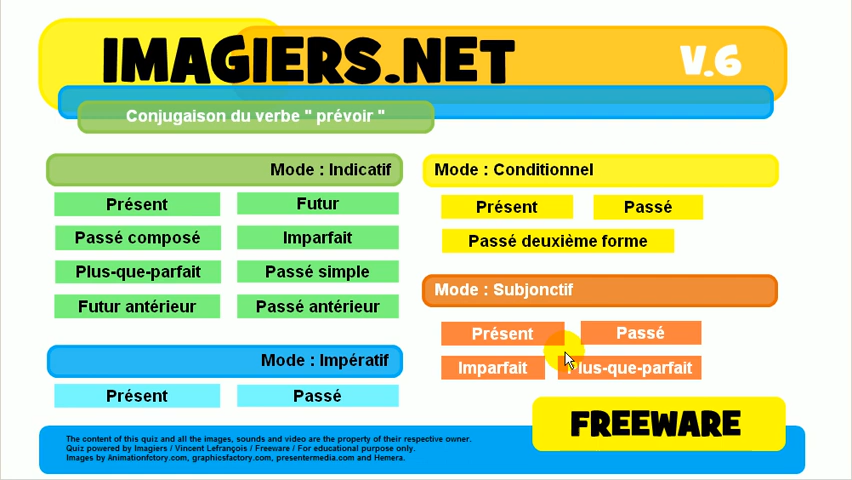 IMAGIERS.NET
V.6
Conjugaison du verbe " prévoir "
Mode : Indicatif
Présent
Futur
Passé composé
Imparfait
Plus-que-parfait
Passé simple
Futur antérieur
Passé antérieur
Mode : Impératif
Présent
Passé
Mode : Conditionnel
Présent
Passé
Passé deuxième forme
Mode : Subjonctif
Présent
Passé
Imparfait
Plus-que-parfait
FREEWARE
The content of this quiz and all the images, sounds and video are the property of their respective owner.
Quiz powered by Imagiers / Vincent Lefrançois / Freeware / For educational purpose only.
Images by Animationfctory.com, graphicsfactory.com, presentermedia.com and Hemera.